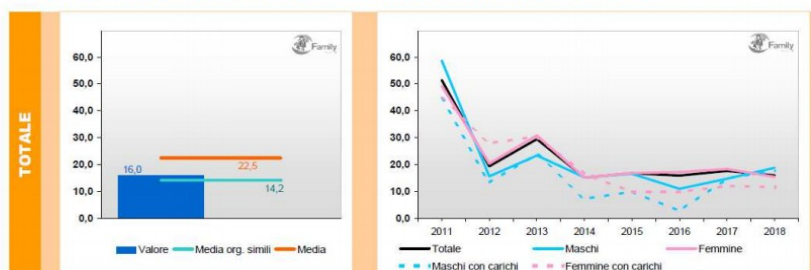 TOTALE
Family
60,0
50,0
40,0
30,0
20,0
10,0
0,0
16,0
22,5
14,2
Valore Media org. simili Media
Family
60,0
50,0
40,0
30,0
20,0
10,0
0,0
2011 2012 2013 2014 2015 2016 2017 2018
Totale Maschi Femmine
Maschi con carichi Femmine con carichi